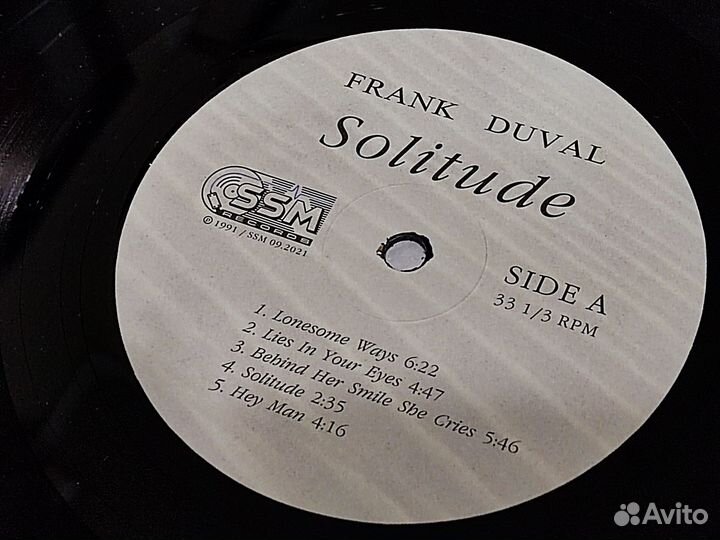 FRANK DUVAL
Solitude
SSM
RECORDS
℗ 1991 / SSM 09.2021
SIDE A
33 1/3 RPM
1. Lonesome Ways 6:22
2. Lies In Your Eyes 4:47
3. Behind Her Smile She Cries 5:46
4. Solitude 2:35
5. Hey Man 4:16
Avito